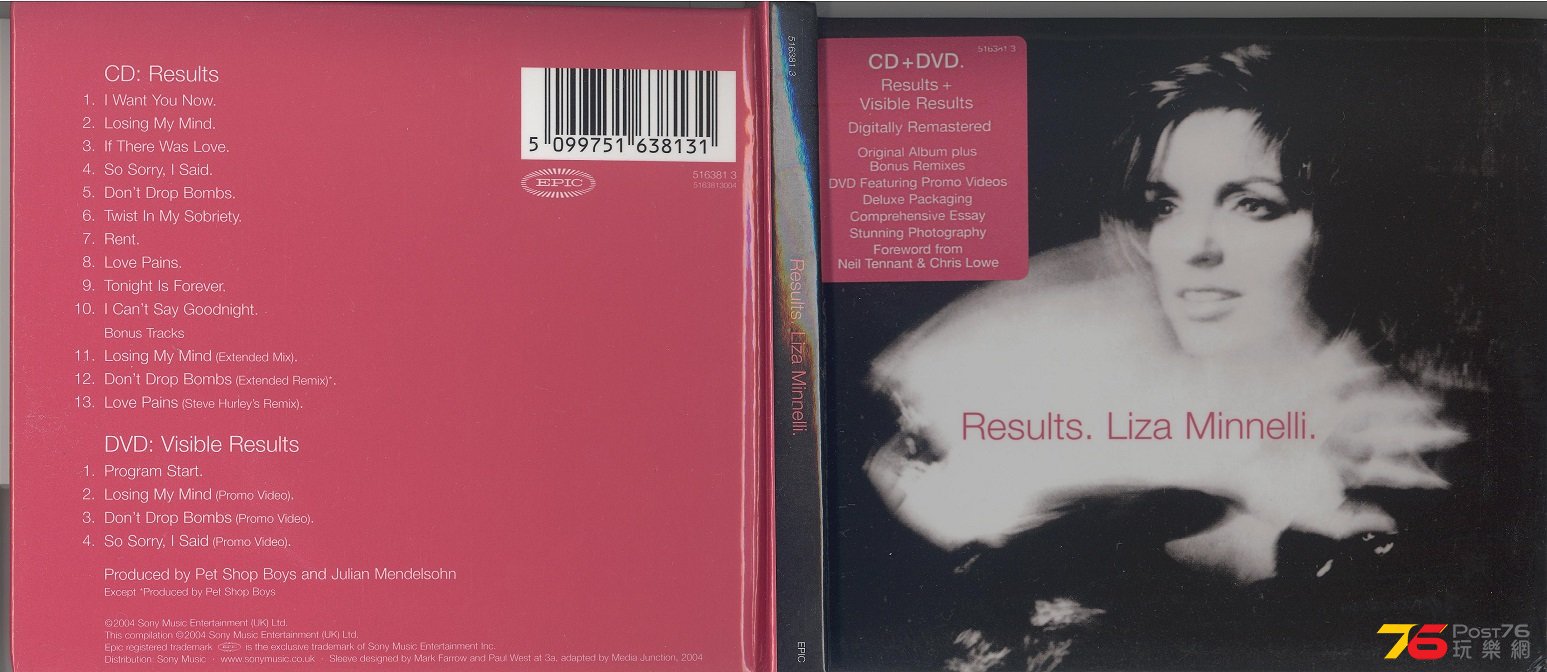 CD: Results
1. I Want You Now.
2. Losing My Mind.
3. If There Was Love.
4. So Sorry, I Said.
5. Don't Drop Bombs.
6. Twist In My Sobriety.
7. Rent.
8. Love Pains.
9. Tonight Is Forever.
10. I Can't Say Goodnight.
Bonus Tracks
11. Losing My Mind (Extended Mix).
12. Don't Drop Bombs (Extended Remix)*.
13. Love Pains (Steve Hurley's Remix).
DVD: Visible Results
1. Program Start.
2. Losing My Mind (Promo Video).
3. Don't Drop Bombs (Promo Video).
4. So Sorry, I Said (Promo Video).
Produced by Pet Shop Boys and Julian Mendelsohn
Except *Produced by Pet Shop Boys
©2004 Sony Music Entertainment (UK) Ltd.
This compilation ©2004 Sony Music Entertainment (UK) Ltd.
Epic registered trademark EPIC is the exclusive trademark of Sony Music Entertainment Inc.
Distribution: Sony Music · www.sonymusic.co.uk · Sleeve designed by Mark Farrow and Paul West at 3a, adapted by Media Junction, 2004
5 099751 638131
EPIC
516381 3
5163813004
516381 3
Results. Liza Minnelli.
EPIC
516381 3
CD+DVD.
Results +
Visible Results
Digitally Remastered
Original Album plus
Bonus Remixes
DVD Featuring Promo Videos
Deluxe Packaging
Comprehensive Essay
Stunning Photography
Foreword from
Neil Tennant & Chris Lowe
Results. Liza Minnelli.
76 POST76
玩樂網